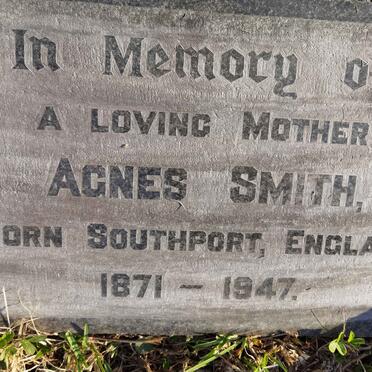 In Memory o
A LOVING MOTHER
AGNES SMITH,
ORN SOUTHPORT, ENGLA
1871 — 1947.